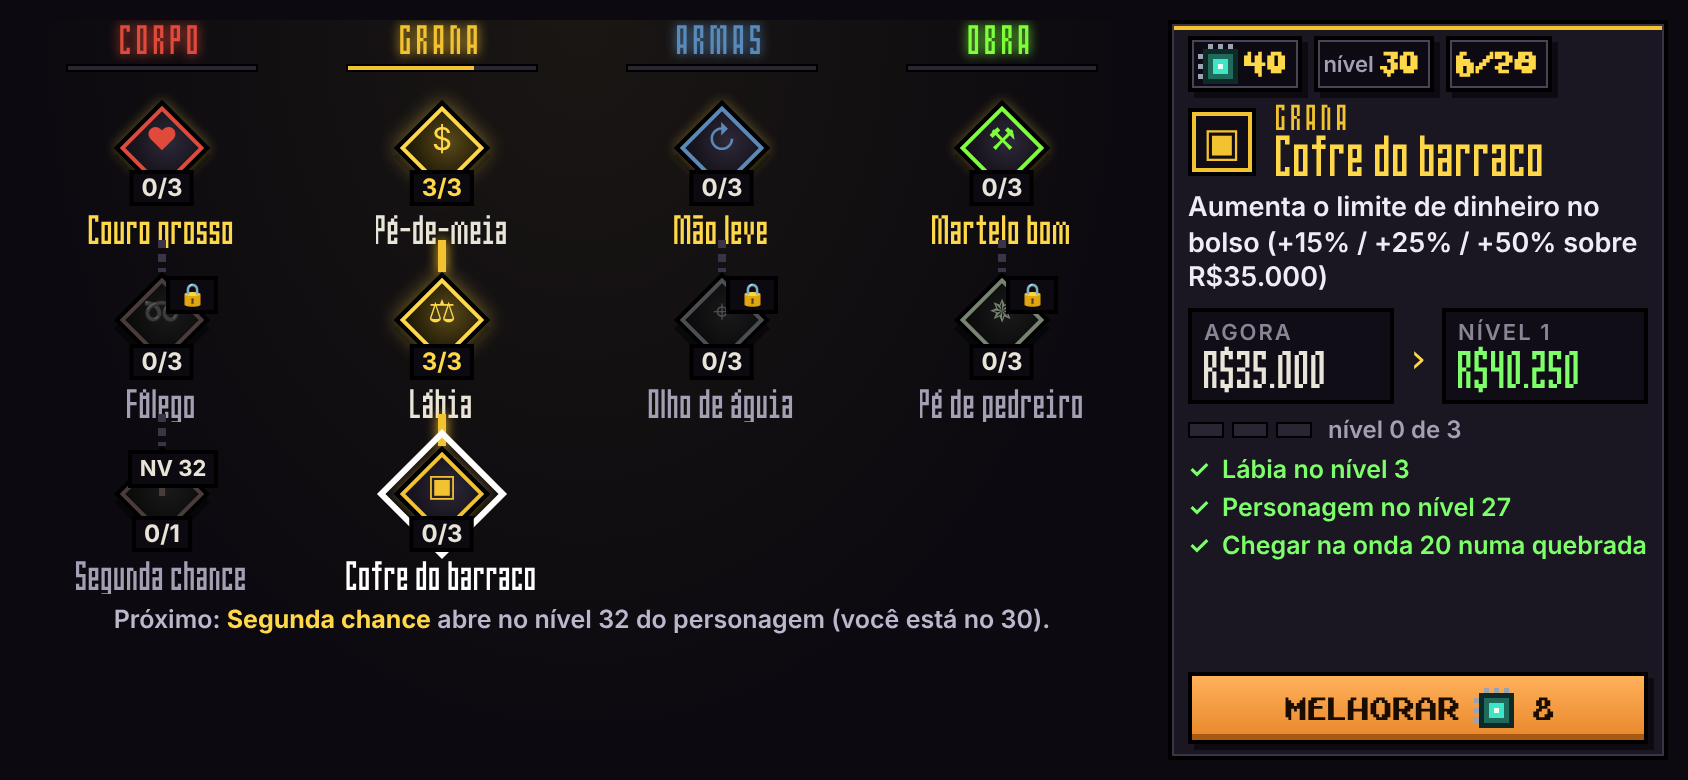 CORPO
GRANA
ARMAS
OBRA
0/3
3/3
0/3
0/3
Couro grosso
Pé-de-meia
Mão leve
Martelo bom
0/3
3/3
0/3
0/3
Fôlego
Lábia
Olho de águia
Pé de pedreiro
NV 32
0/1
0/3
Segunda chance
Cofre do barraco
Próximo: Segunda chance abre no nível 32 do personagem (você está no 30).
40
nível 30
6/28
GRANA
Cofre do barraco
Aumenta o limite de dinheiro no
bolso (+15% / +25% / +50% sobre
R$35.000)
AGORA
R$35.000
›
NÍVEL 1
R$40.250
nível 0 de 3
✓ Lábia no nível 3
✓ Personagem no nível 27
✓ Chegar na onda 20 numa quebrada
MELHORAR 8